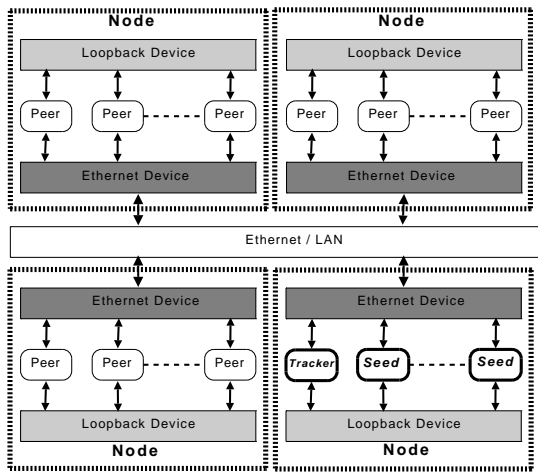 Node
Loopback Device
Peer Peer Peer
Ethernet Device
Node
Loopback Device
Peer Peer Peer
Ethernet Device
Ethernet / LAN
Ethernet Device
Peer Peer Peer
Loopback Device
Node
Ethernet Device
Tracker Seed Seed
Loopback Device
Node